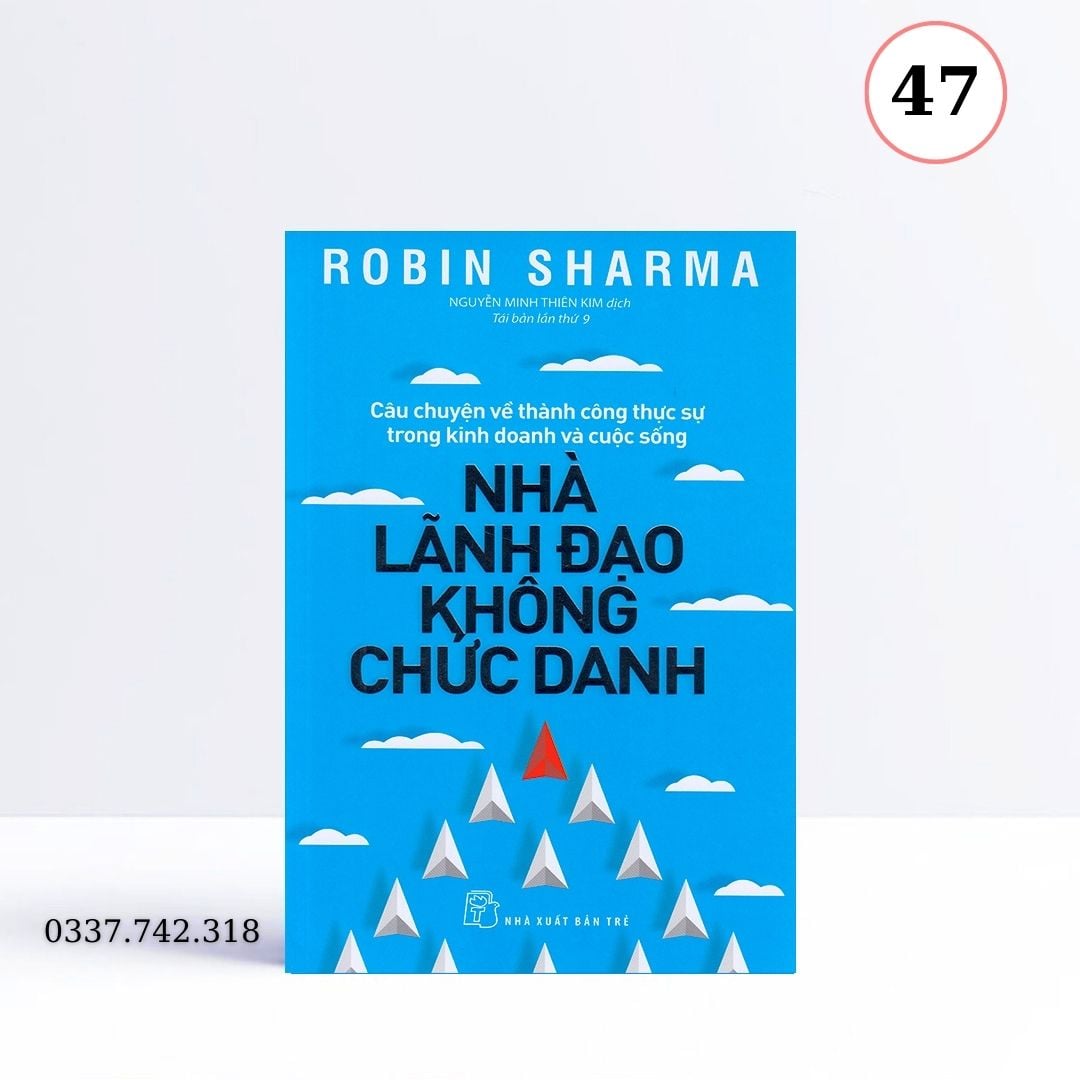 47
ROBIN SHARMA
NGUYỄN MINH THIÊN KIM dịch
Tái bản lần thứ 9
Câu chuyện về thành công thực sự
trong kinh doanh và cuộc sống
NHÀ
LÃNH ĐẠO
KHÔNG
CHỨC DANH
NHÀ XUẤT BẢN TRẺ
0337.742.318